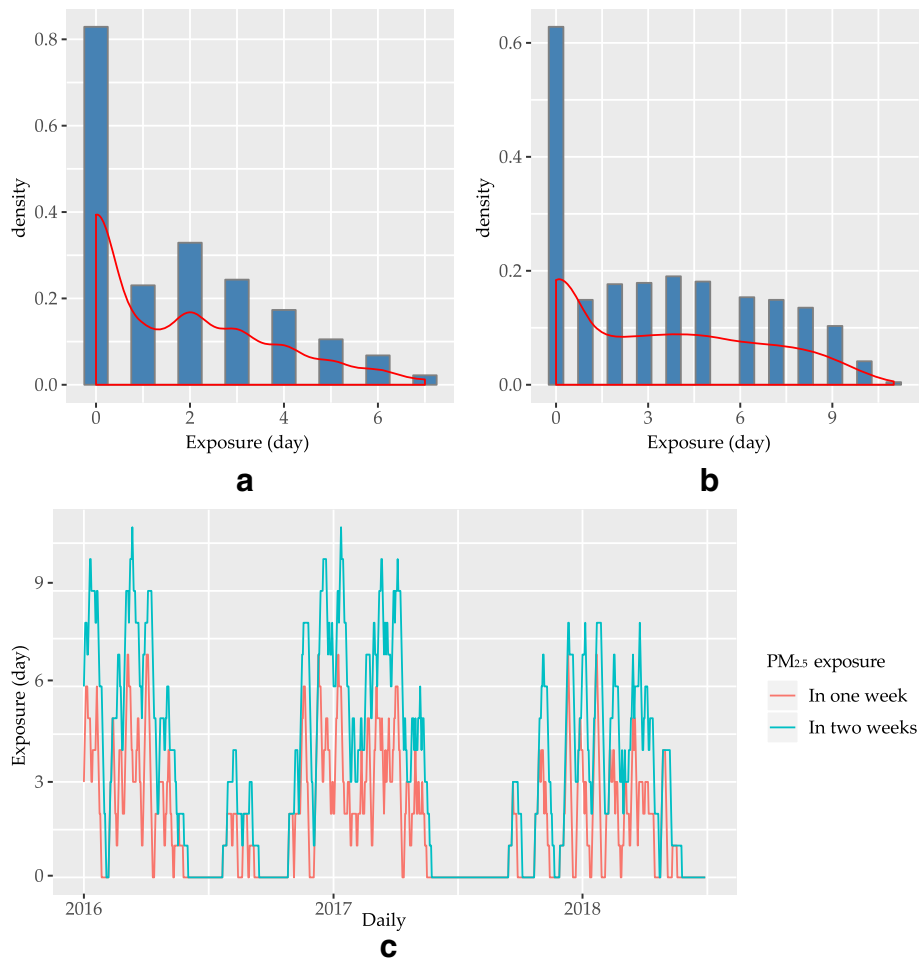 0.8
0.6
0.4
0.2
0.0
density
0 2 4 6
Exposure (day)
a
0.6
0.4
0.2
0.0
density
0 3 6 9
Exposure (day)
b
9
6
3
0
Exposure (day)
2016 2017 2018
Daily
c
PM2.5 exposure
In one week
In two weeks